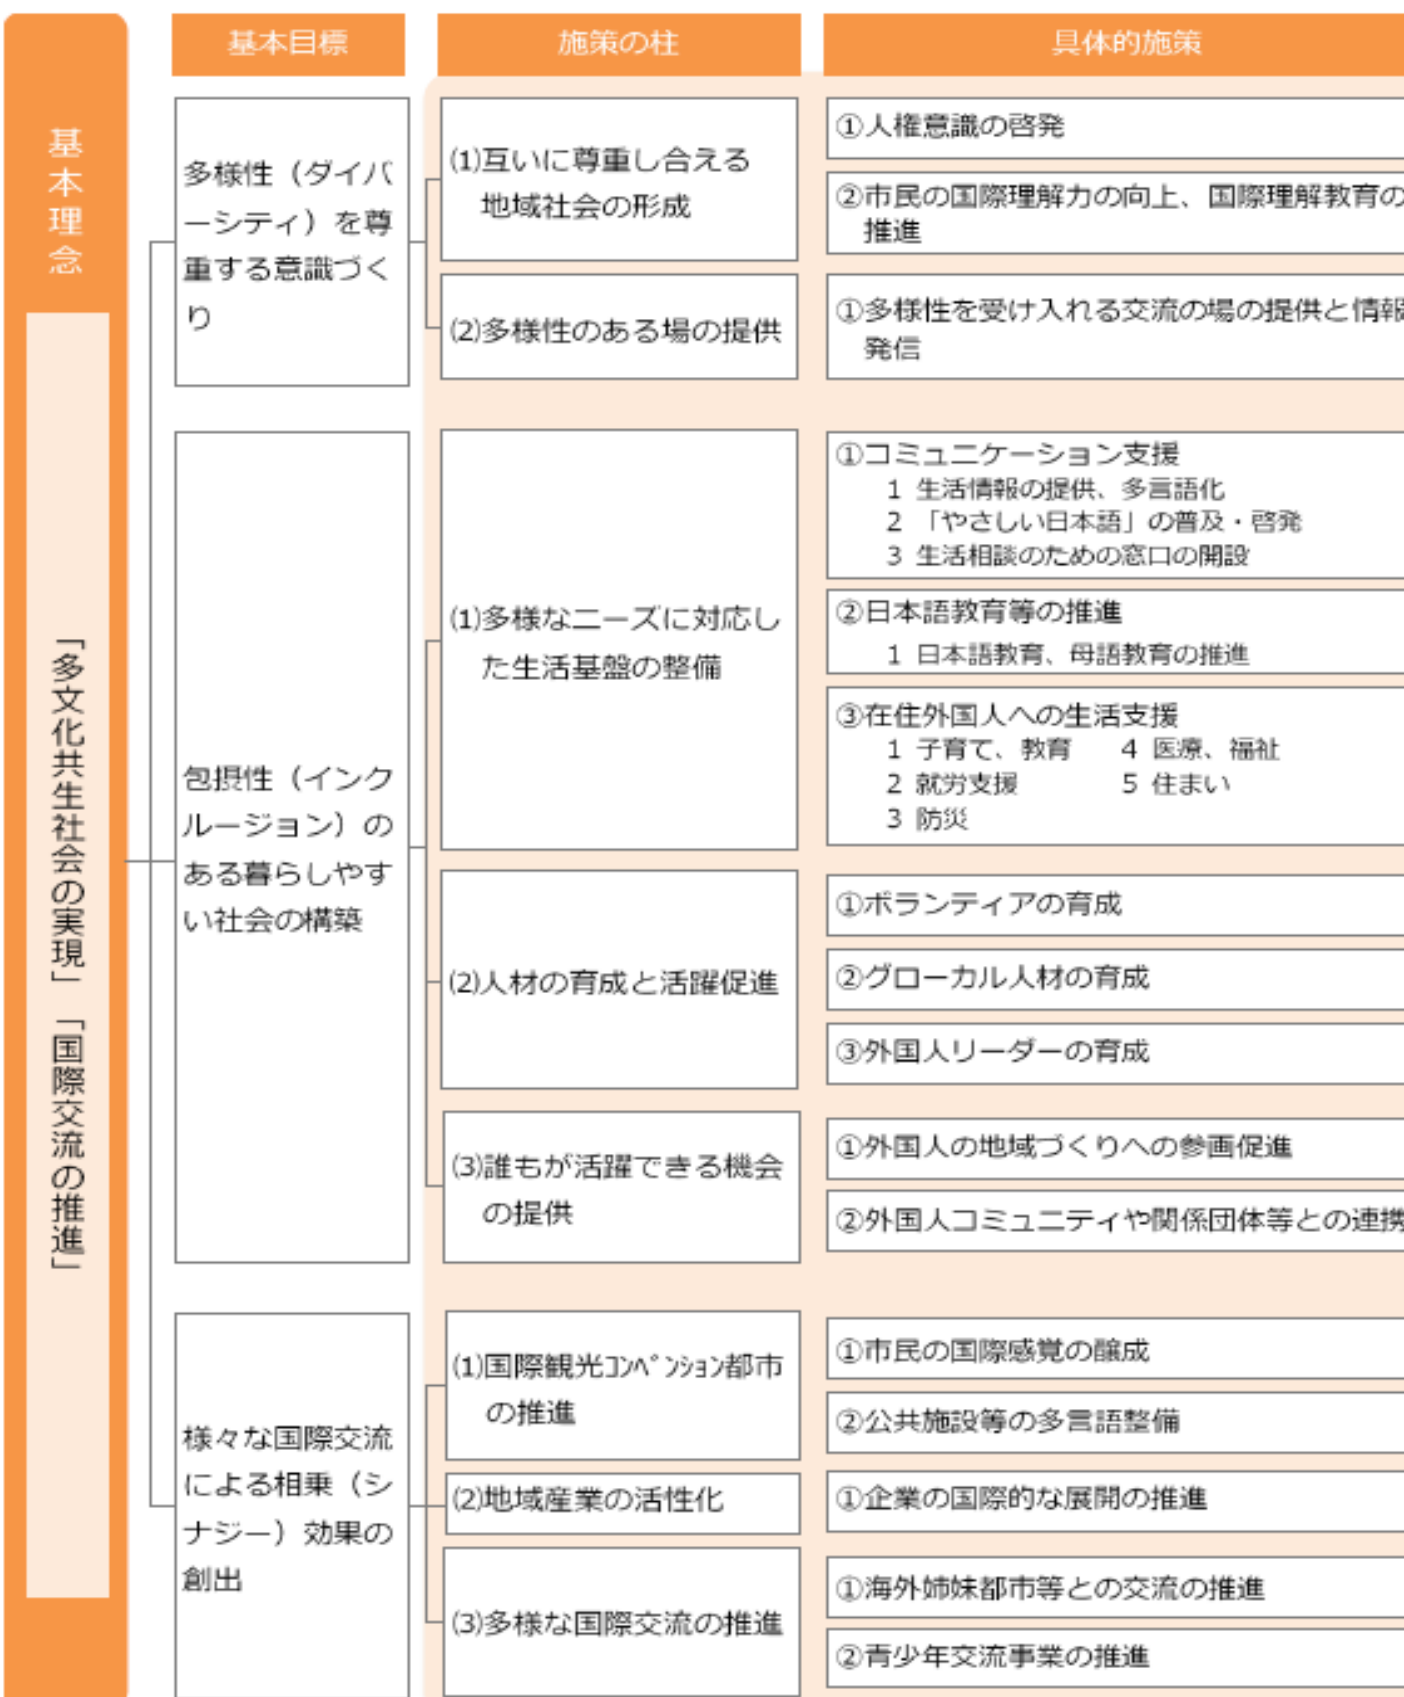 基本目標
施策の柱
具体的施策
基本理念
「多文化共生社会の実現」「国際交流の推進」
多様性（ダイバ
ーシティ）を尊
重する意識づく
り
⑴互いに尊重し合える
地域社会の形成
①人権意識の啓発
②市民の国際理解力の向上、国際理解教育の
推進
⑵多様性のある場の提供
①多様性を受け入れる交流の場の提供と情報
発信
包摂性（インク
ルージョン）の
ある暮らしやす
い社会の構築
⑴多様なニーズに対応し
た生活基盤の整備
①コミュニケーション支援
1 生活情報の提供、多言語化
2 「やさしい日本語」の普及・啓発
3 生活相談のための窓口の開設
②日本語教育等の推進
1 日本語教育、母語教育の推進
③在住外国人への生活支援
1 子育て、教育 4 医療、福祉
2 就労支援 5 住まい
3 防災
⑵人材の育成と活躍促進
①ボランティアの育成
②グローカル人材の育成
③外国人リーダーの育成
⑶誰もが活躍できる機会
の提供
①外国人の地域づくりへの参画促進
②外国人コミュニティや関係団体等との連携
様々な国際交流
による相乗（シ
ナジー）効果の
創出
⑴国際観光ｺﾝﾍﾞﾝｼｮﾝ都市
の推進
①市民の国際感覚の醸成
②公共施設等の多言語整備
⑵地域産業の活性化
①企業の国際的な展開の推進
⑶多様な国際交流の推進
①海外姉妹都市等との交流の推進
②青少年交流事業の推進